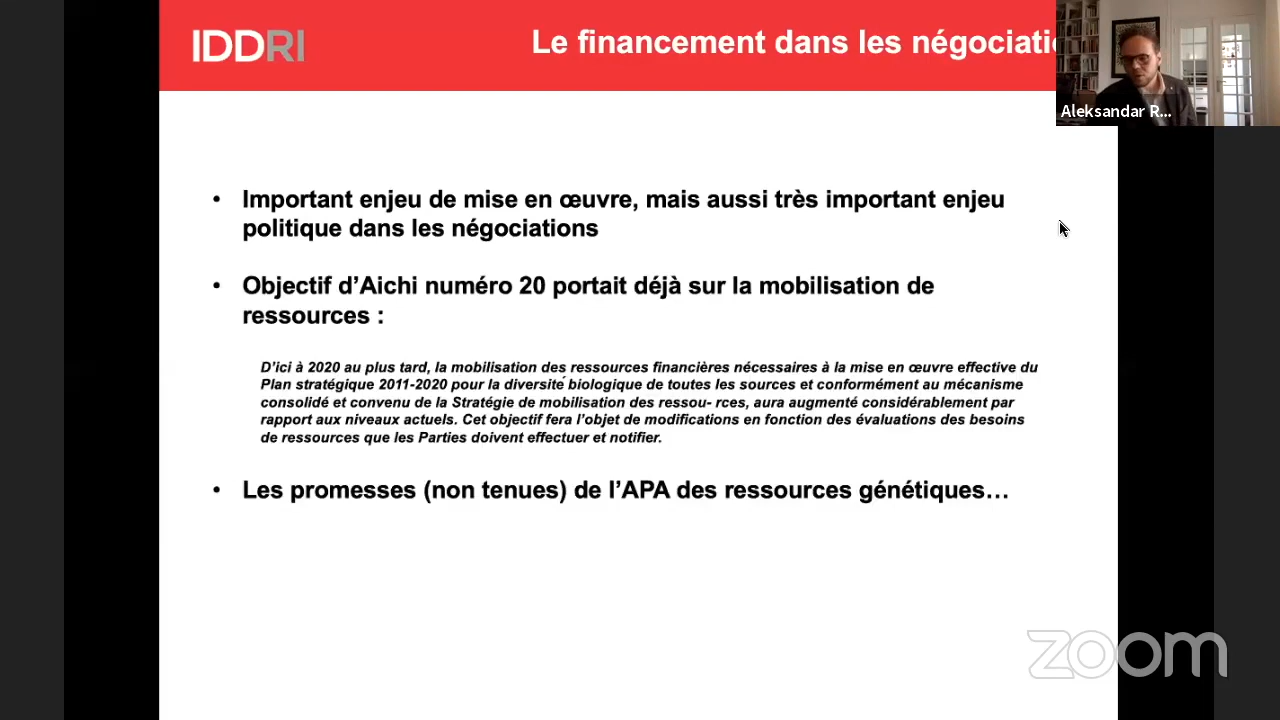 IDDRI
Le financement dans les négociati
Aleksandar R...
• Important enjeu de mise en œuvre, mais aussi très important enjeu
politique dans les négociations
• Objectif d'Aichi numéro 20 portait déjà sur la mobilisation de
ressources :
D'ici à 2020 au plus tard, la mobilisation des ressources financières nécessaires à la mise en œuvre effective du
Plan stratégique 2011-2020 pour la diversité biologique de toutes les sources et conformément au mécanisme
consolidé et convenu de la Stratégie de mobilisation des ressou- rces, aura augmenté considérablement par
rapport aux niveaux actuels. Cet objectif fera l'objet de modifications en fonction des évaluations des besoins
de ressources que les Parties doivent effectuer et notifier.
• Les promesses (non tenues) de l'APA des ressources génétiques…
zoom